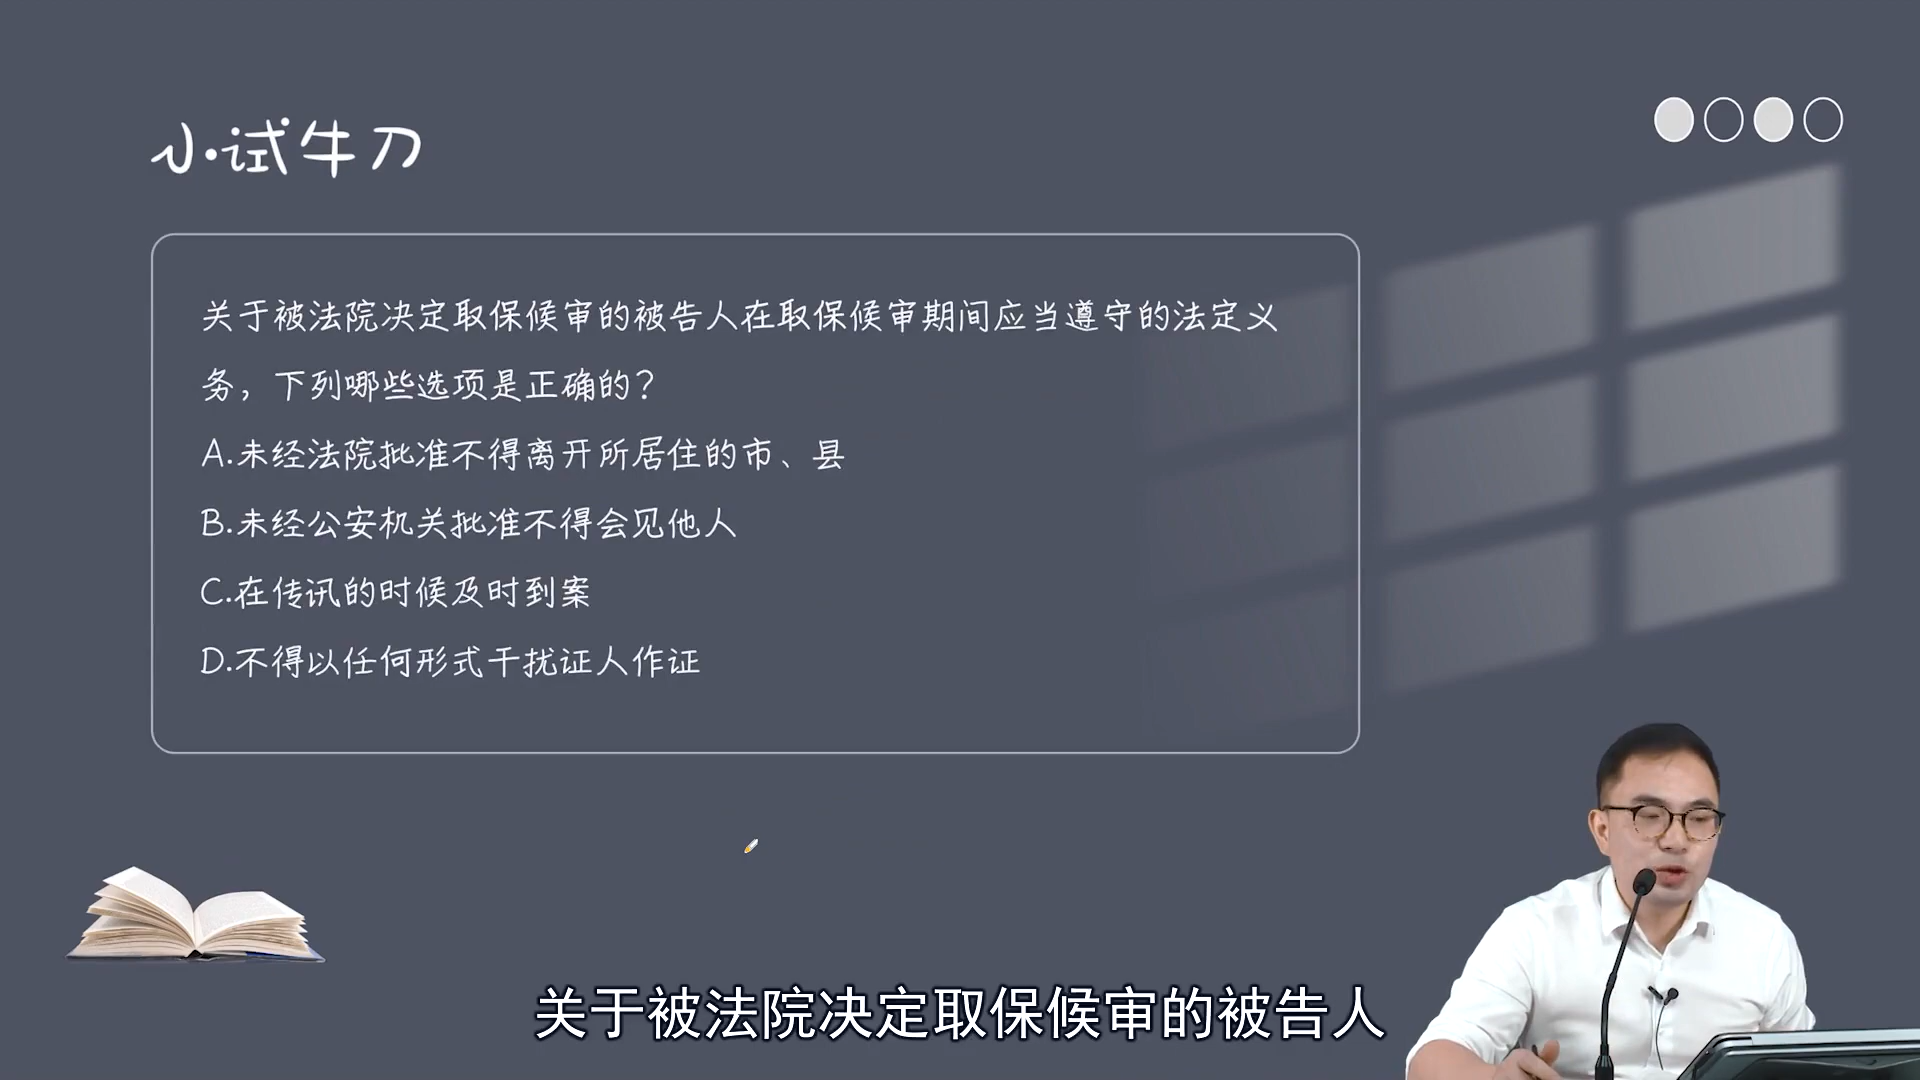 小试牛刀
关于被法院决定取保候审的被告人在取保候审期间应当遵守的法定义
务，下列哪些选项是正确的？
A.未经法院批准不得离开所居住的市、县
B.未经公安机关批准不得会见他人
C.在传讯的时候及时到案
D.不得以任何形式干扰证人作证
关于被法院决定取保候审的被告人